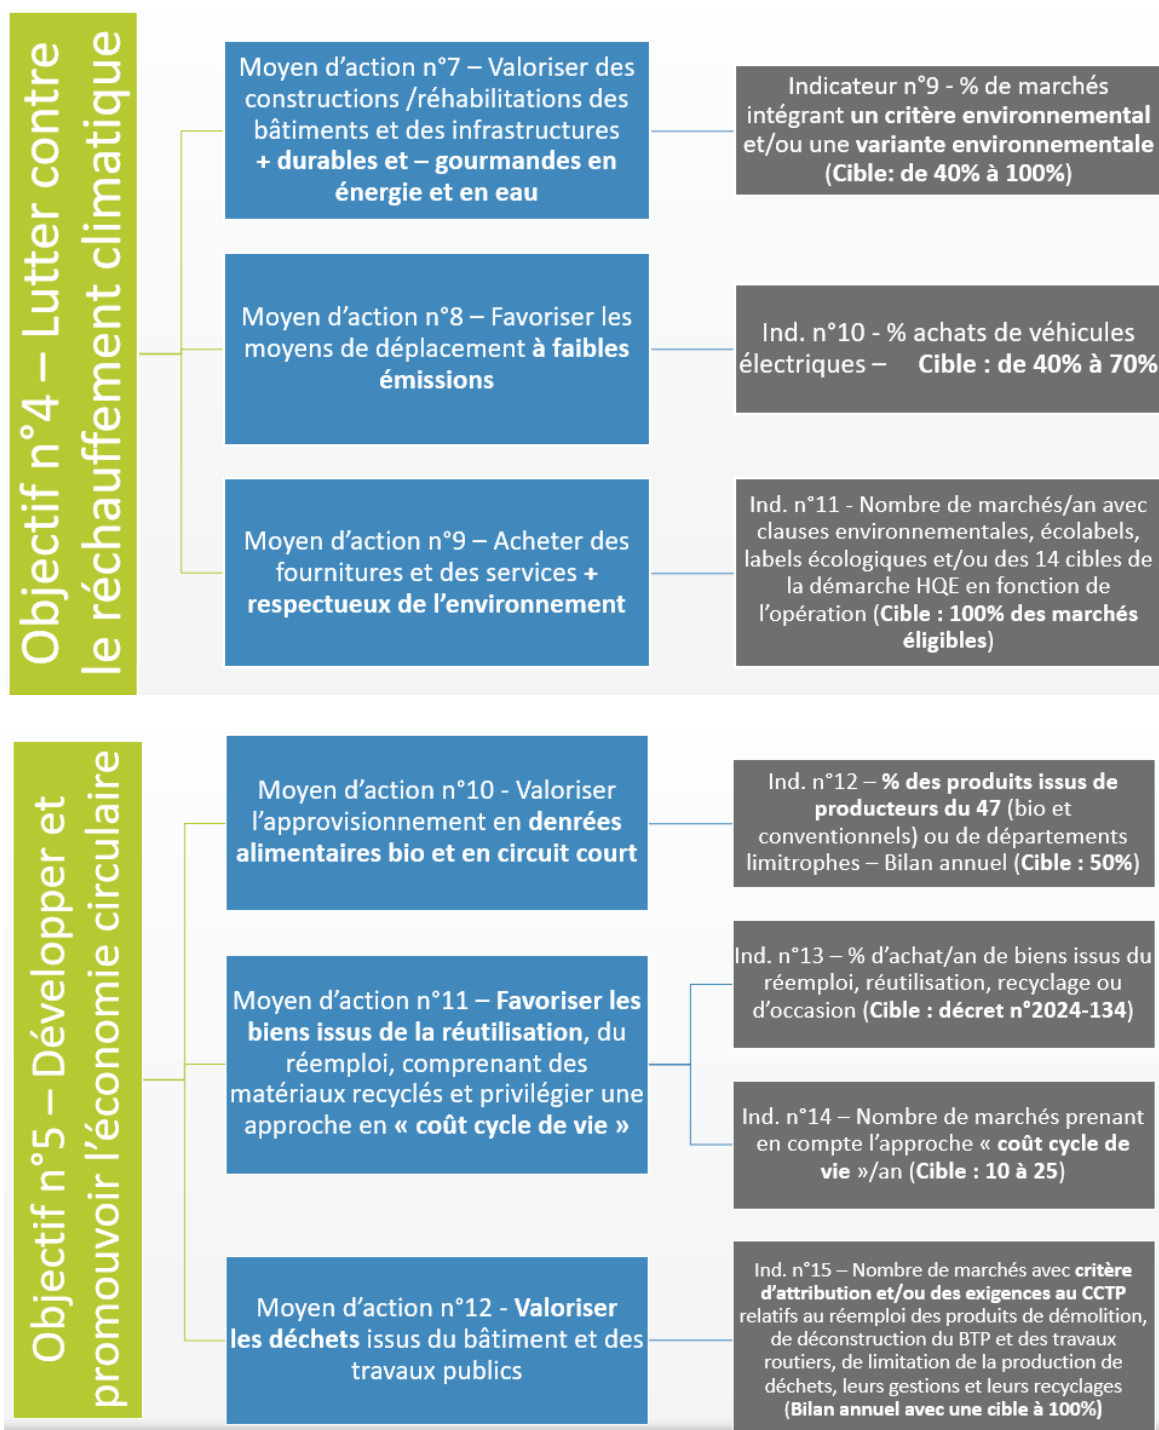 Objectif n°4 – Lutter contre
le réchauffement climatique
Moyen d’action n°7 – Valoriser des
constructions /réhabilitations des
bâtiments et des infrastructures
+ durables et – gourmandes en
énergie et en eau
Indicateur n°9 - % de marchés
intégrant un critère environnemental
et/ou une variante environnementale
(Cible: de 40% à 100%)
Moyen d’action n°8 – Favoriser les
moyens de déplacement à faibles
émissions
Ind. n°10 - % achats de véhicules
électriques – Cible : de 40% à 70%
Moyen d’action n°9 – Acheter des
fournitures et des services +
respectueux de l’environnement
Ind. n°11 - Nombre de marchés/an avec
clauses environnementales, écolabels,
labels écologiques et/ou des 14 cibles de
la démarche HQE en fonction de
l’opération (Cible : 100% des marchés
éligibles)
Objectif n°5 – Développer et
promouvoir l’économie circulaire
Moyen d’action n°10 - Valoriser
l’approvisionnement en denrées
alimentaires bio et en circuit court
Ind. n°12 – % des produits issus de
producteurs du 47 (bio et
conventionnels) ou de départements
limitrophes – Bilan annuel (Cible : 50%)
Moyen d’action n°11 – Favoriser les
biens issus de la réutilisation, du
réemploi, comprenant des
matériaux recyclés et privilégier une
approche en « coût cycle de vie »
Ind. n°13 – % d’achat/an de biens issus du
réemploi, réutilisation, recyclage ou
d’occasion (Cible : décret n°2024-134)
Ind. n°14 – Nombre de marchés prenant
en compte l’approche « coût cycle de
vie »/an (Cible : 10 à 25)
Moyen d’action n°12 - Valoriser
les déchets issus du bâtiment et des
travaux publics
Ind. n°15 – Nombre de marchés avec critère
d’attribution et/ou des exigences au CCTP
relatifs au réemploi des produits de démolition,
de déconstruction du BTP et des travaux
routiers, de limitation de la production de
déchets, leurs gestions et leurs recyclages
(Bilan annuel avec une cible à 100%)